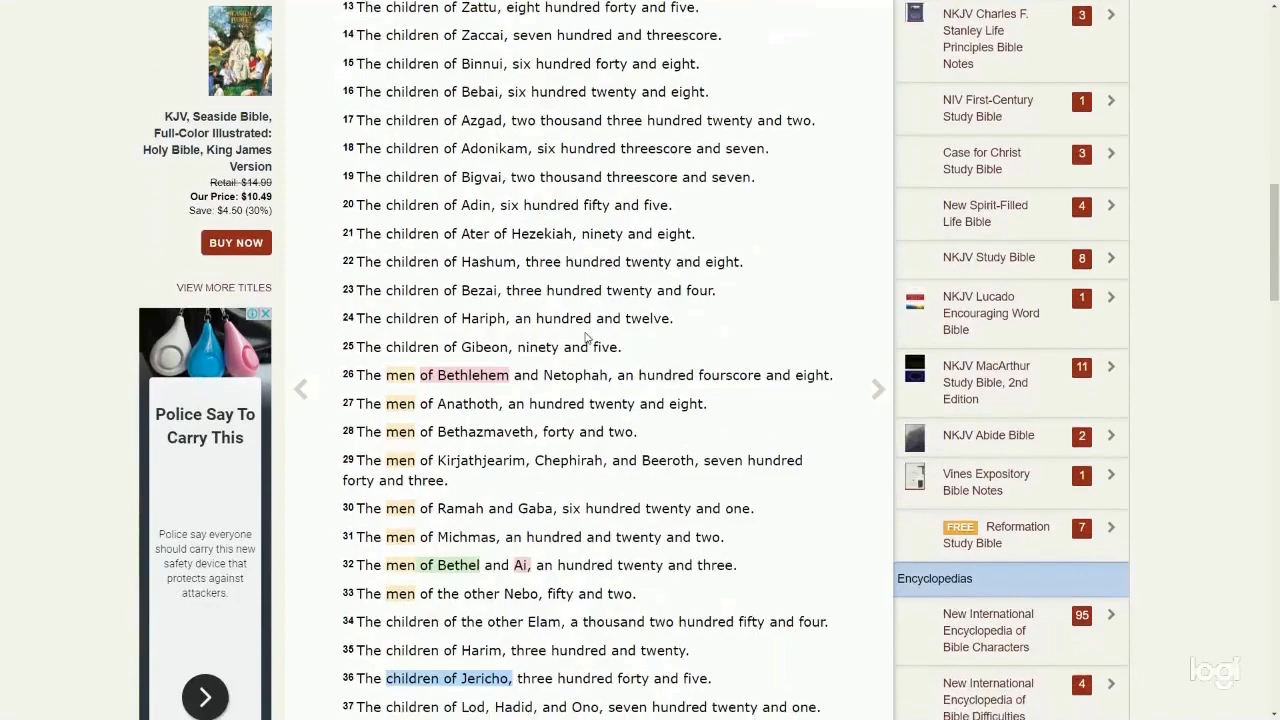 KJV, Seaside Bible,
Full-Color Illustrated:
Holy Bible, King James
Version
Retail: $14.99
Our Price: $10.49
Save: $4.50 (30%)
BUY NOW
VIEW MORE TITLES
Police Say To
Carry This
Police say everyone
should carry this new
safety device that
protects against
attackers.
13 The children of Zattu, eight hundred forty and five.
14 The children of Zaccai, seven hundred and threescore.
15 The children of Binnui, six hundred forty and eight.
16 The children of Bebai, six hundred twenty and eight.
17 The children of Azgad, two thousand three hundred twenty and two.
18 The children of Adonikam, six hundred threescore and seven.
19 The children of Bigvai, two thousand threescore and seven.
20 The children of Adin, six hundred fifty and five.
21 The children of Ater of Hezekiah, ninety and eight.
22 The children of Hashum, three hundred twenty and eight.
23 The children of Bezai, three hundred twenty and four.
24 The children of Hariph, an hundred and twelve.
25 The children of Gibeon, ninety and five.
26 The men of Bethlehem and Netophah, an hundred fourscore and eight.
27 The men of Anathoth, an hundred twenty and eight.
28 The men of Bethazmaveth, forty and two.
29 The men of Kirjathjearim, Chephirah, and Beeroth, seven hundred
forty and three.
30 The men of Ramah and Gaba, six hundred twenty and one.
31 The men of Michmas, an hundred and twenty and two.
32 The men of Bethel and Ai, an hundred twenty and three.
33 The men of the other Nebo, fifty and two.
34 The children of the other Elam, a thousand two hundred fifty and four.
35 The children of Harim, three hundred and twenty.
36 The children of Jericho, three hundred forty and five.
37 The children of Lod, Hadid, and Ono, seven hundred twenty and one.
NKJV Charles F. 3
Stanley Life
Principles Bible
Notes
NIV First-Century 1
Study Bible
Case for Christ 3
Study Bible
New Spirit-Filled 4
Life Bible
NKJV Study Bible 8
NKJV Lucado 1
Encouraging Word
Bible
NKJV MacArthur 11
Study Bible, 2nd
Edition
NKJV Abide Bible 2
Vines Expository 1
Bible Notes
FREE Reformation 7
Study Bible
Encyclopedias
New International 95
Encyclopedia of
Bible Characters
New International 4
Encyclopedia of
Bible Difficulties
logi